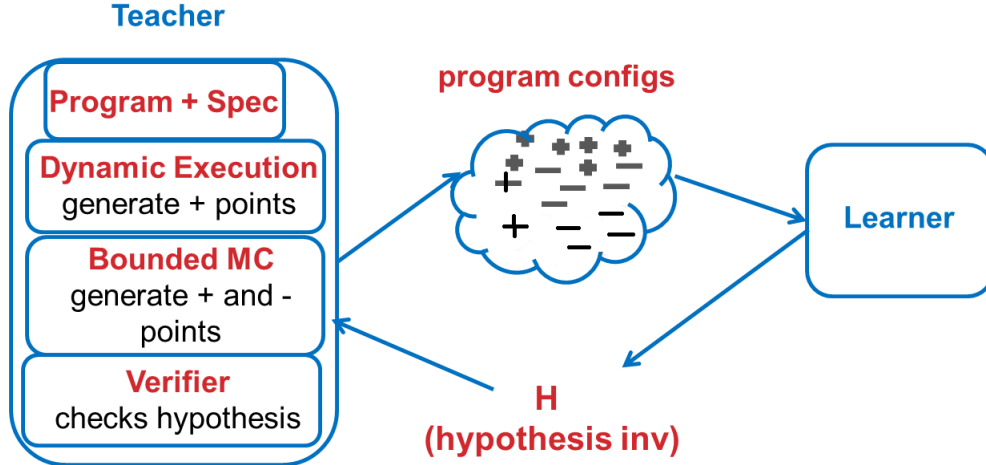 Teacher
Program + Spec
Dynamic Execution
generate + points
Bounded MC
generate + and -
points
Verifier
checks hypothesis
program configs
Learner
H
(hypothesis inv)